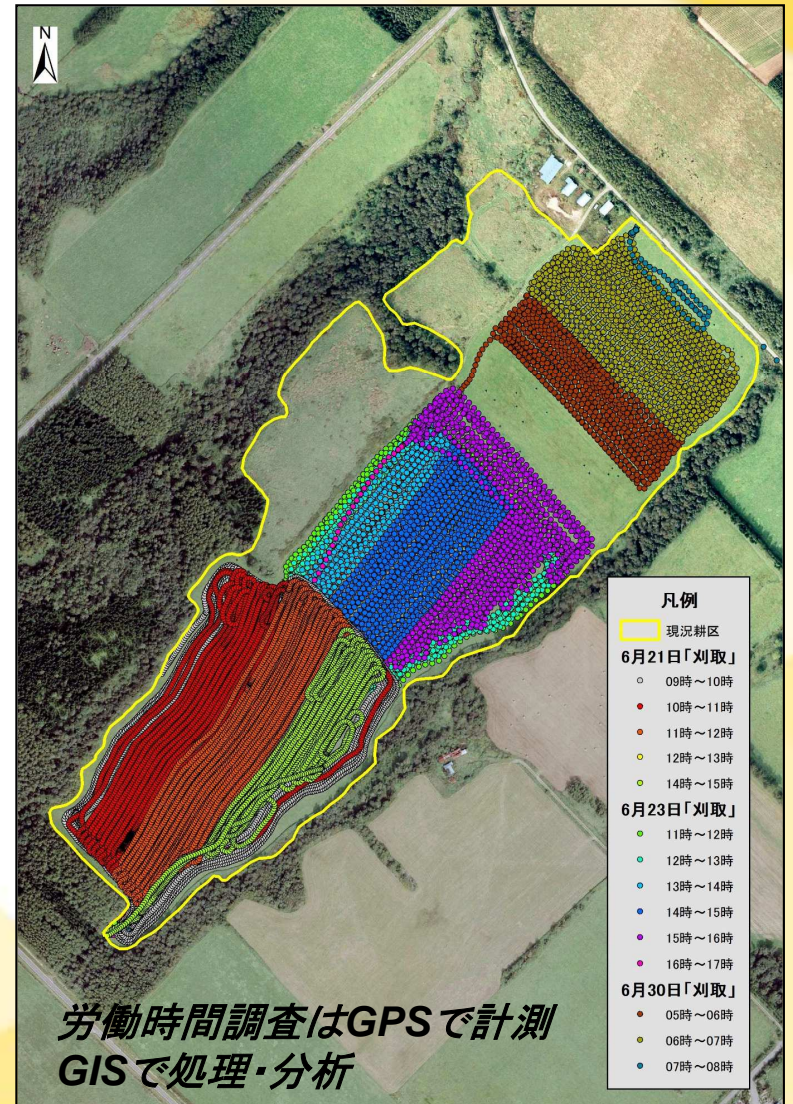 N
凡例
現況耕区
6月21日「刈取」
09時～10時
10時～11時
11時～12時
12時～13時
14時～15時
6月23日「刈取」
11時～12時
12時～13時
13時～14時
14時～15時
15時～16時
16時～17時
6月30日「刈取」
05時～06時
06時～07時
07時～08時
労働時間調査はGPSで計測
GISで処理・分析